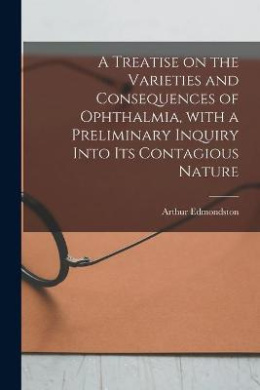 A Treatise on the
Varieties and
Consequences of
Ophthalmia, with a
Preliminary Inquiry
Into Its Contagious
Nature
Arthur Edmondston